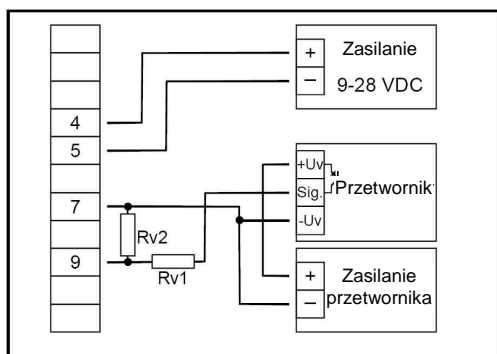 +
Zasilanie
–
9-28 VDC
4
5
+Uv
Sig.
Przetwornik
-Uv
7
Rv2
9
Rv1
+
Zasilanie
–
przetwornika